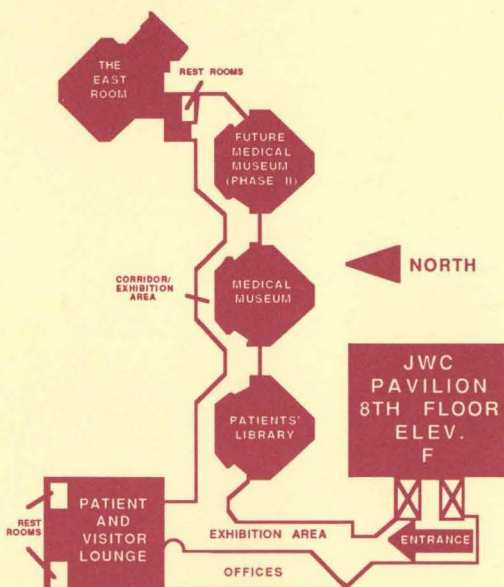 THE
EAST
ROOM
REST ROOMS
FUTURE
MEDICAL
MUSEUM
(PHASE II)
CORRIDOR/
EXHIBITION
AREA
MEDICAL
MUSEUM
NORTH
PATIENTS'
LIBRARY
JWC
PAVILION
8TH FLOOR
ELEV.
F
REST
ROOMS
PATIENT
AND
VISITOR
LOUNGE
EXHIBITION AREA
ENTRANCE
OFFICES